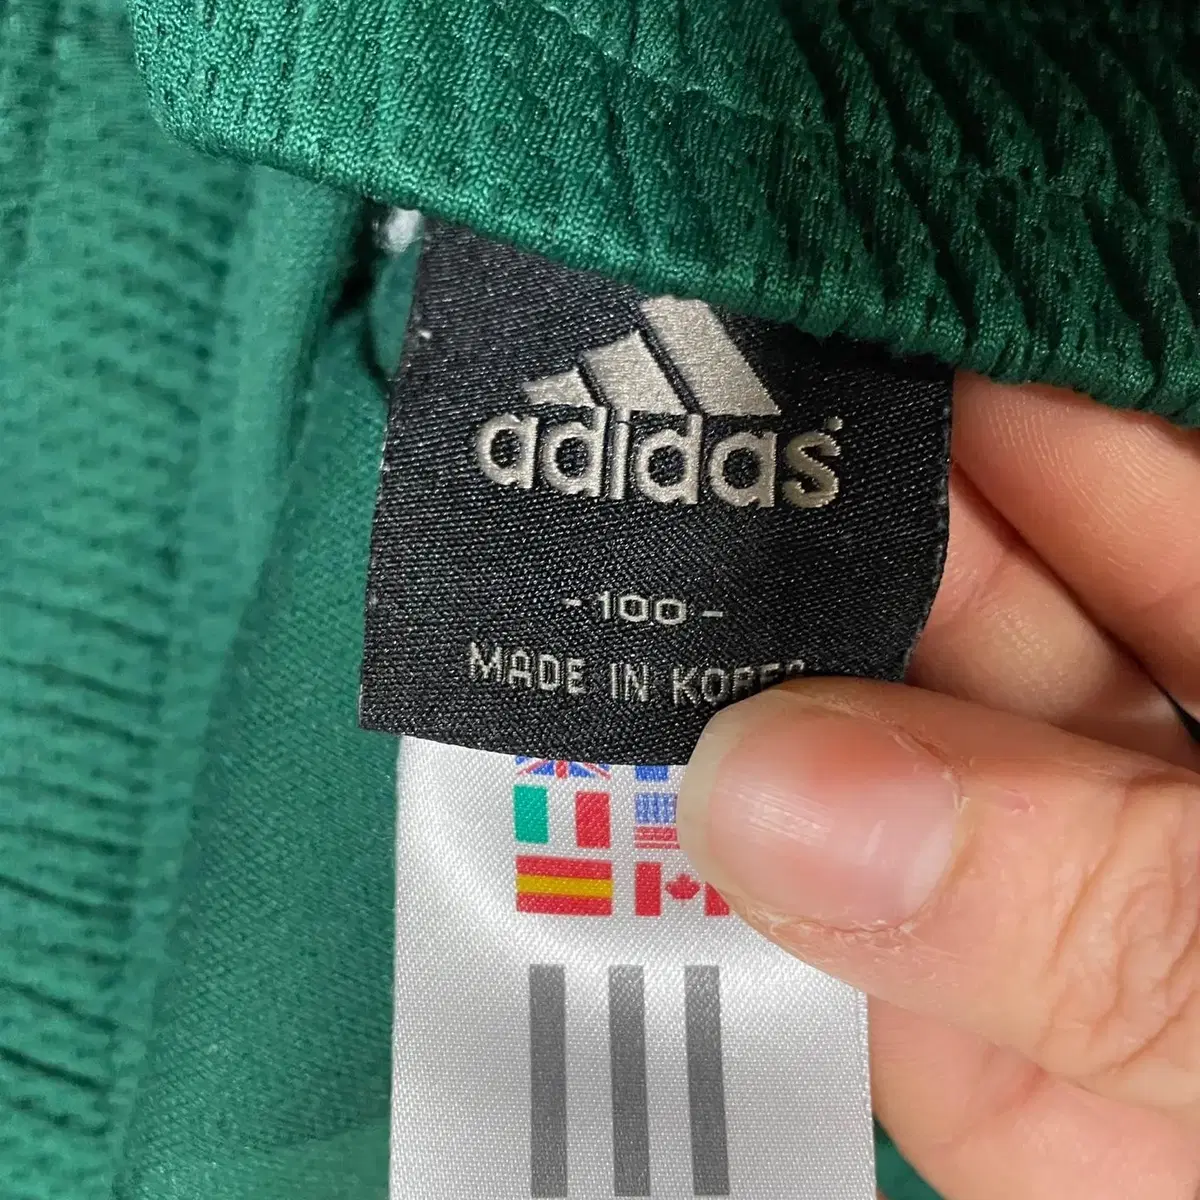 adidas
- 100 -
MADE IN KOREA